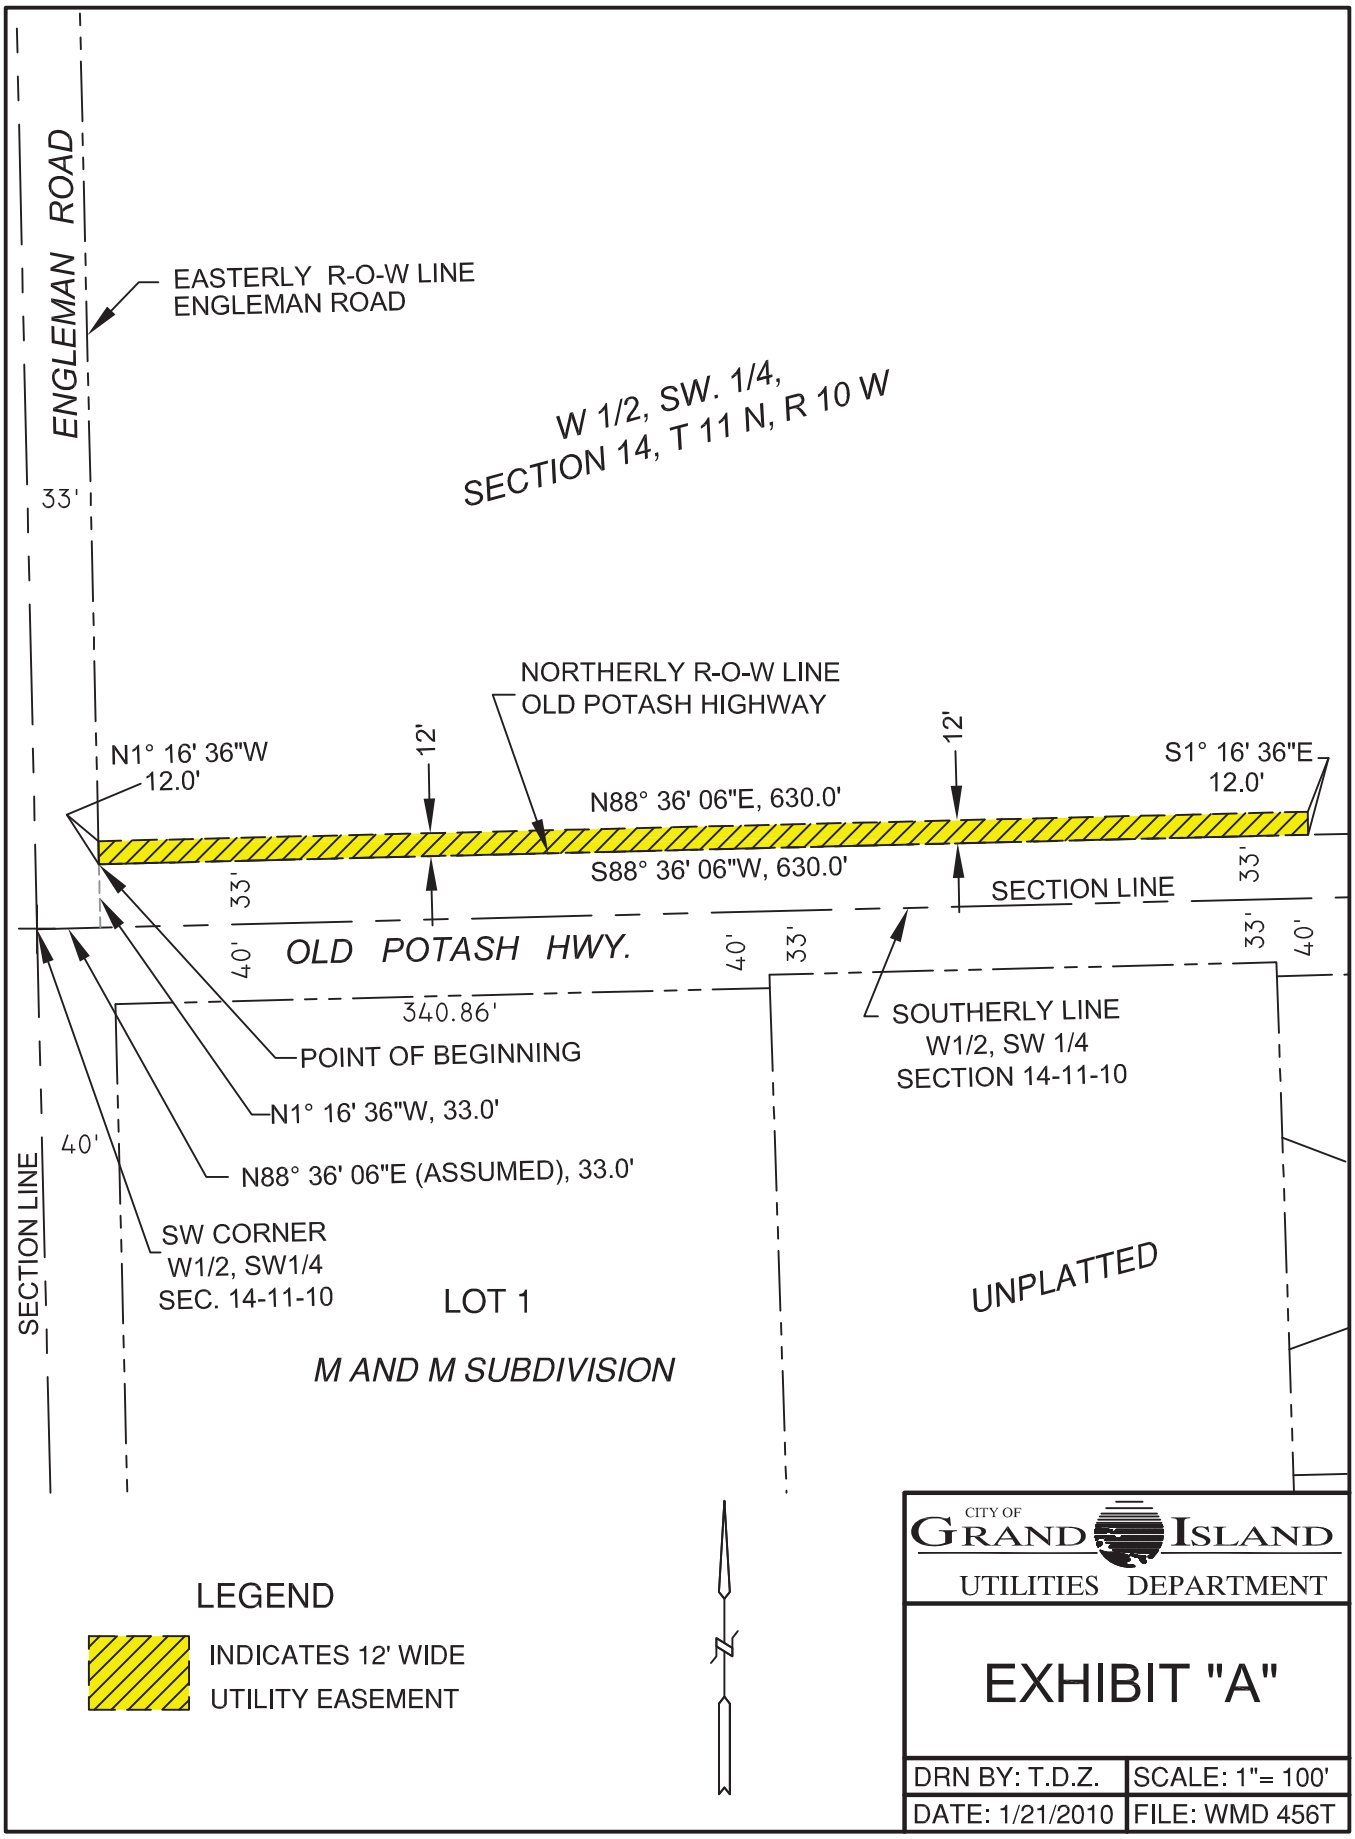 ENGLEMAN ROAD
EASTERLY R-O-W LINE
ENGLEMAN ROAD
W 1/2, SW. 1/4,
SECTION 14, T 11 N, R 10 W
33'
NORTHERLY R-O-W LINE
OLD POTASH HIGHWAY
12'
12'
N1° 16' 36"W
12.0'
S1° 16' 36"E
12.0'
N88° 36' 06"E, 630.0'
S88° 36' 06"W, 630.0'
33'
33'
SECTION LINE
40'
OLD POTASH HWY.
40'
33'
33'
40'
340.86'
SOUTHERLY LINE
W1/2, SW 1/4
SECTION 14-11-10
POINT OF BEGINNING
N1° 16' 36"W, 33.0'
40'
N88° 36' 06"E (ASSUMED), 33.0'
SECTION LINE
SW CORNER
W1/2, SW1/4
SEC. 14-11-10
LOT 1
M AND M SUBDIVISION
UNPLATTED
LEGEND
INDICATES 12' WIDE
UTILITY EASEMENT
CITY OF
GRAND ISLAND
UTILITIES DEPARTMENT
EXHIBIT "A"
DRN BY: T.D.Z.
SCALE: 1"= 100'
DATE: 1/21/2010
FILE: WMD 456T